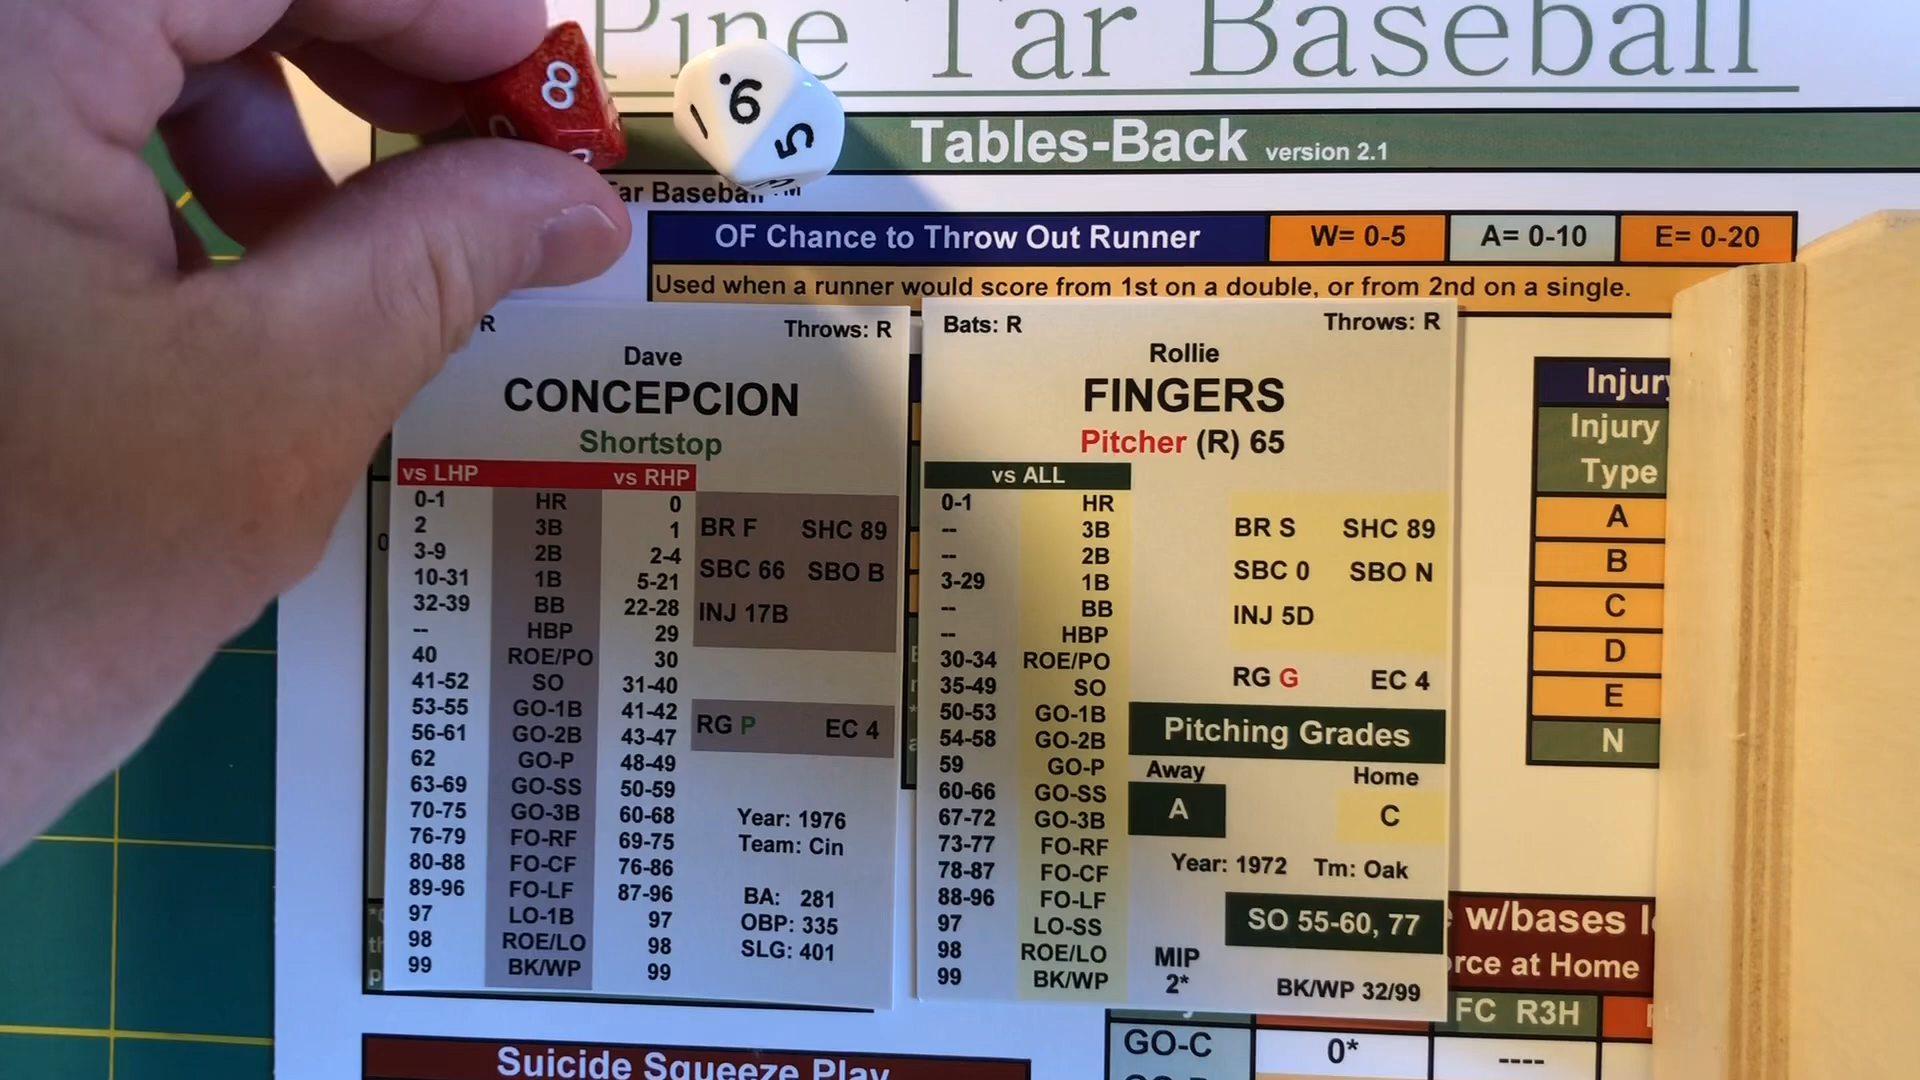 Pine Tar Baseball
8
6
1
5
Tables-Back version 2.1
OF Chance to Throw Out Runner W= 0-5 A= 0-10 E= 0-20
Used when a runner would score from 1st on a double, or from 2nd on a single.
R Throws: R
Dave
CONCEPCION
Shortstop
vs LHP vs RHP
0-1 HR 0
2 3B 1
3-9 2B 2-4
10-31 1B 5-21
32-39 BB 22-28
-- HBP 29
40 ROE/PO 30
41-52 SO 31-40
53-55 GO-1B 41-42
56-61 GO-2B 43-47
62 GO-P 48-49
63-69 GO-SS 50-59
70-75 GO-3B 60-68
76-79 FO-RF 69-75
80-88 FO-CF 76-86
89-96 FO-LF 87-96
97 LO-1B 97
98 ROE/LO 98
99 BK/WP 99
BR F SHC 89
SBC 66 SBO B
INJ 17B
RG P EC 4
Year: 1976
Team: Cin
BA: 281
OBP: 335
SLG: 401
Bats: R Throws: R
Rollie
FINGERS
Pitcher (R) 65
vs ALL
0-1 HR
-- 3B
-- 2B
3-29 1B
-- BB
-- HBP
30-34 ROE/PO
35-49 SO
50-53 GO-1B
54-58 GO-2B
59 GO-P
60-66 GO-SS
67-72 GO-3B
73-77 FO-RF
78-87 FO-CF
88-96 FO-LF
97 LO-SS
98 ROE/LO
99 BK/WP
BR S SHC 89
SBC 0 SBO N
INJ 5D
RG G EC 4
Pitching Grades
Away Home
A C
Year: 1972 Tm: Oak
SO 55-60, 77
MIP
2*
BK/WP 32/99
Injury
Injury
Type
A
B
C
D
E
N
w/bases
Force at Home
FC R3H
GO-C 0* ----
Suicide Squeeze Play